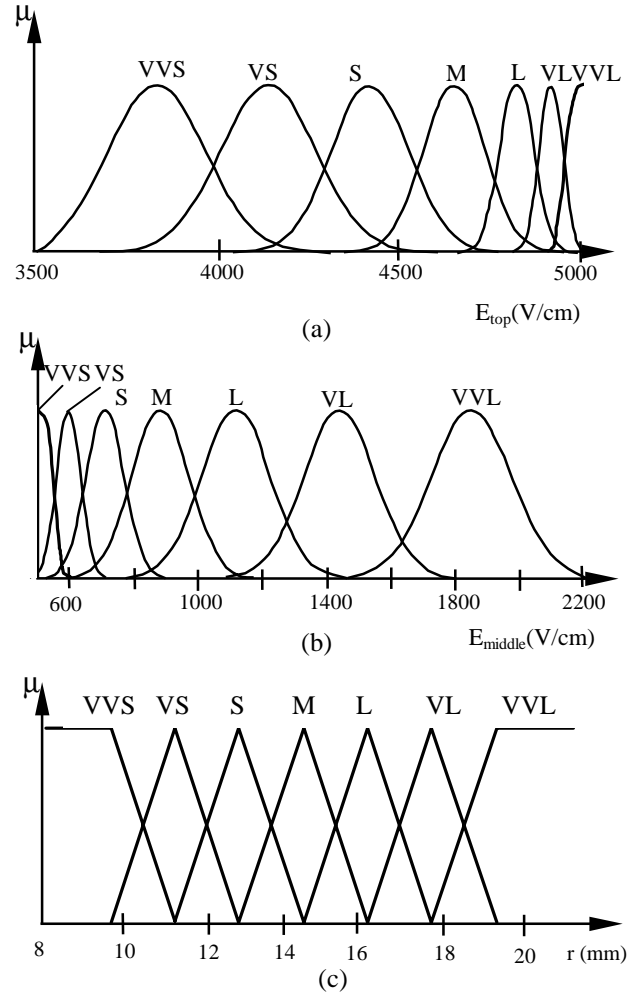 μ
VVS VS S M L VL VVL
3500 4000 4500 5000
E_top(V/cm)
(a)
μ
VVS VS S M L VL VVL
600 1000 1400 1800 2200
E_middle(V/cm)
(b)
μ
VVS VS S M L VL VVL
8 10 12 14 16 18 20 r (mm)
(c)